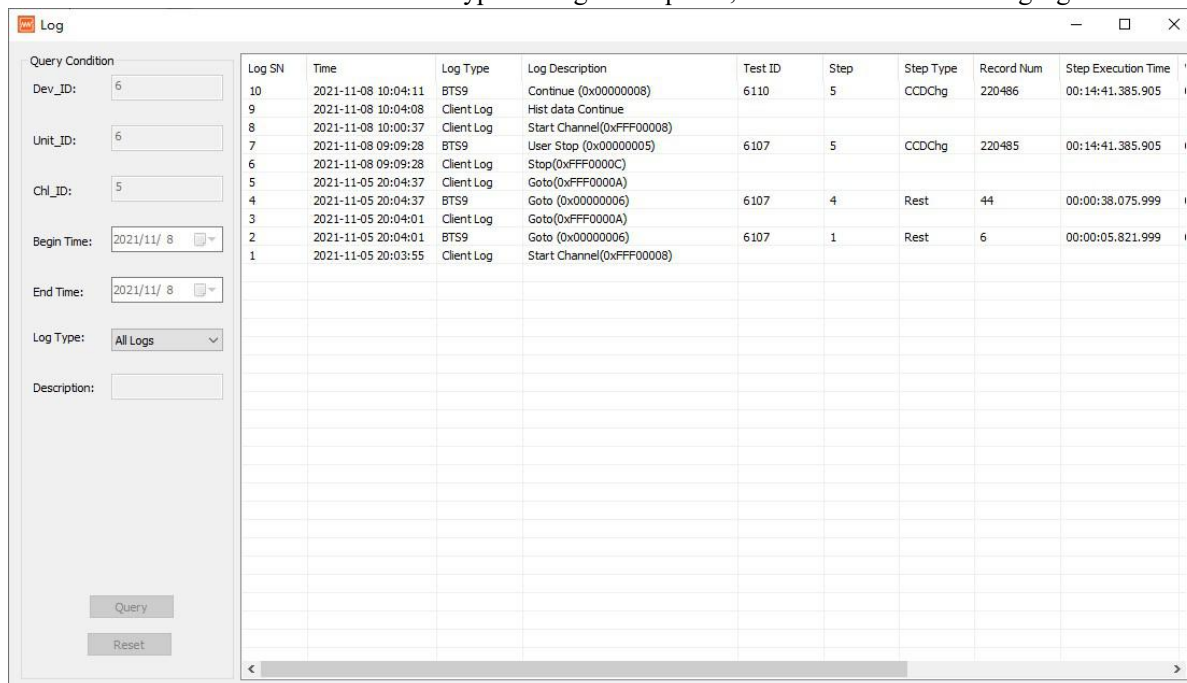 Log
Query Condition
Dev_ID: 6
Unit_ID: 6
Chl_ID: 5
Begin Time: 2021/11/ 8
End Time: 2021/11/ 8
Log Type: All Logs
Description:
Query
Reset
Log SN Time Log Type Log Description Test ID Step Step Type Record Num Step Execution Time
10 2021-11-08 10:04:11 BTS9 Continue (0x00000008) 6110 5 CCDChg 220486 00:14:41.385.905
9 2021-11-08 10:04:08 Client Log Hist data Continue
8 2021-11-08 10:00:37 Client Log Start Channel(0xFFF00008)
7 2021-11-08 09:09:28 BTS9 User Stop (0x00000005) 6107 5 CCDChg 220485 00:14:41.385.905
6 2021-11-08 09:09:28 Client Log Stop(0xFFF0000C)
5 2021-11-05 20:04:37 Client Log Goto(0xFFF0000A)
4 2021-11-05 20:04:37 BTS9 Goto (0x00000006) 6107 4 Rest 44 00:00:38.075.999
3 2021-11-05 20:04:01 Client Log Goto(0xFFF0000A)
2 2021-11-05 20:04:01 BTS9 Goto (0x00000006) 6107 1 Rest 6 00:00:05.821.999
1 2021-11-05 20:03:55 Client Log Start Channel(0xFFF00008)